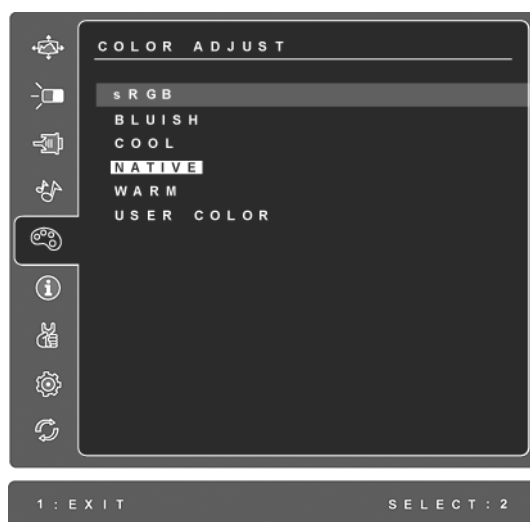 COLOR ADJUST
sRGB
BLUISH
COOL
NATIVE
WARM
USER COLOR
1:EXIT SELECT:2